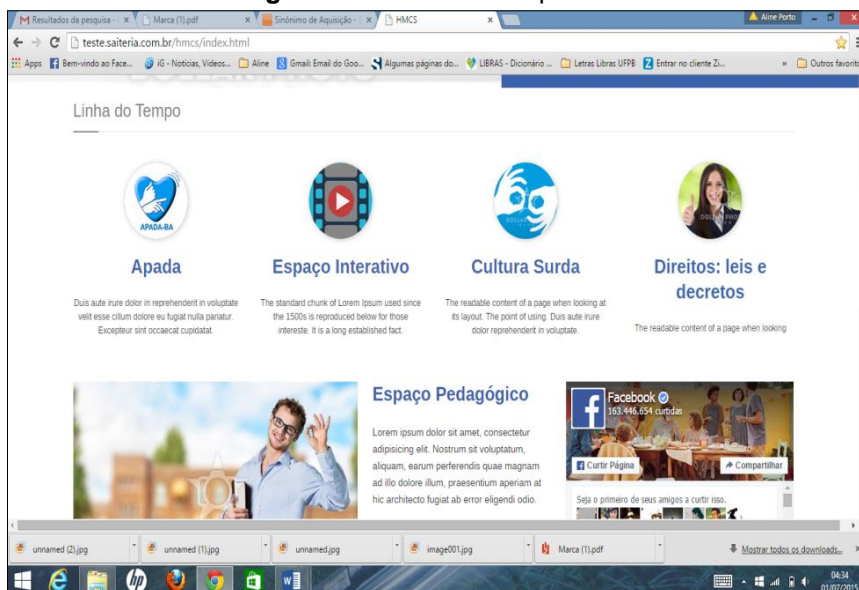 Resultados da pesquisa -
Marca (1).pdf
Sinônimo de Aquisição -
HMCS
Aline Porto
teste.saiteria.com.br/hmcs/index.html
Apps
Bem-vindo ao Face...
iG - Notícias, Vídeos...
Aline
Gmail: Email do Goo...
Algumas páginas do...
LIBRAS - Dicionário ...
Letras Libras UFPB
Entrar no cliente Zi...
»
Outros favoritos
Linha do Tempo
APADA-BA
Apada
Duis aute irure dolor in reprehenderit in voluptate
velit esse cillum dolore eu fugiat nulla pariatur.
Excepteur sint occaecat cupidatat.
Espaço Interativo
The standard chunk of Lorem Ipsum used since
the 1500s is reproduced below for those
intereste. It is a long established fact.
Cultura Surda
The readable content of a page when looking at
its layout. The point of using. Duis aute irure
dolor reprehenderit in voluptate.
Direitos: leis e
decretos
The readable content of a page when looking
Espaço Pedagógico
Lorem ipsum dolor sit amet, consectetur
adipisicing elit. Nostrum sit voluptatum,
aliquam, earum perferendis quae magnam
ad illo dolore illum, praesentium aperiam at
hic architecto fugiat ab error eligendi odio.
Facebook
163.446.654 curtidas
Curtir Página
Compartilhar
Seja o primeiro de seus amigos a curtir isso.
unnamed (2).jpg
unnamed (1).jpg
unnamed.jpg
image001.jpg
Marca (1).pdf
Mostrar todos os downloads...
04:34
01/07/2015